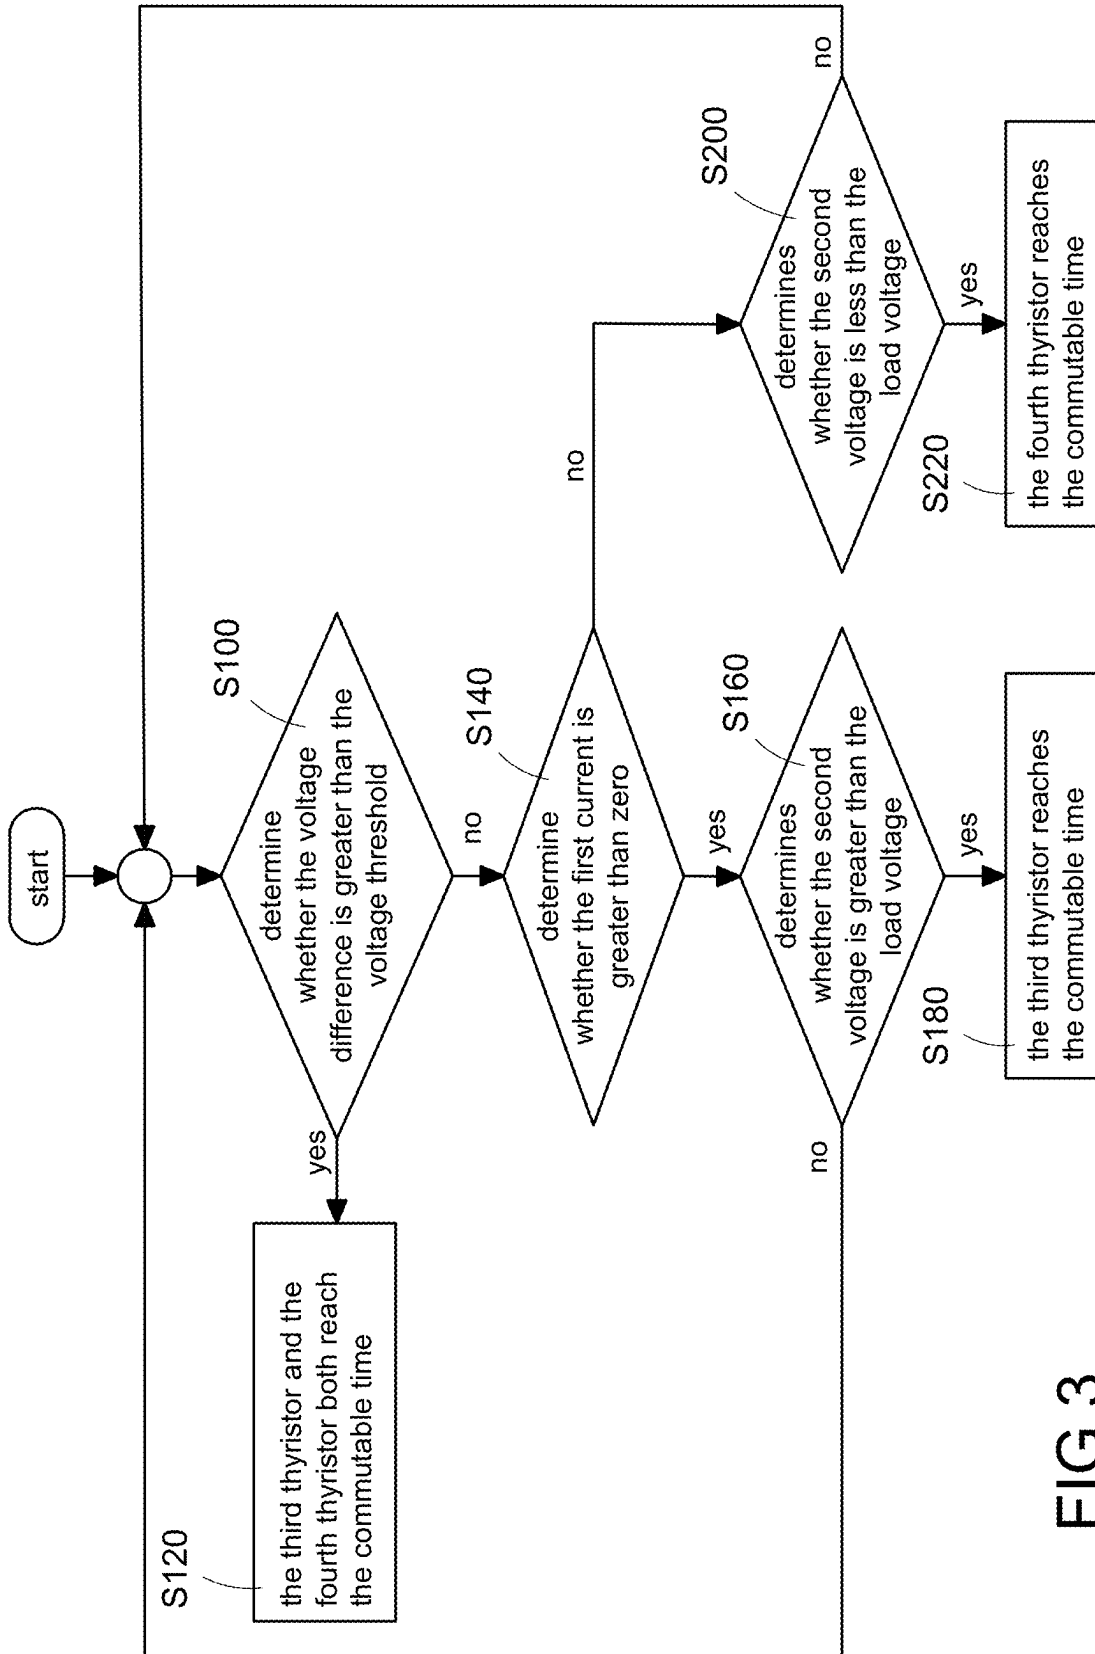 start
S100
determine
whether the voltage
difference is greater than the
voltage threshold
yes
no
S120
the third thyristor and the
fourth thyristor both reach
the commutable time
S140
determine
whether the first current is
greater than zero
no
yes
S160
determines
whether the second
voltage is greater than the
load voltage
no
yes
S200
determines
whether the second
voltage is less than the
load voltage
no
yes
S180
the third thyristor reaches
the commutable time
S220
the fourth thyristor reaches
the commutable time
FIG.3